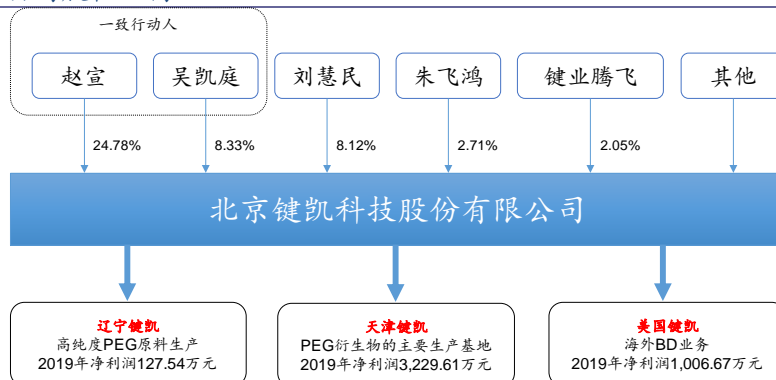 一致行动人
赵宣
吴凯庭
刘慧民
朱飞鸿
键业腾飞
其他
24.78%
8.33%
8.12%
2.71%
2.05%
北京键凯科技股份有限公司
辽宁键凯
高纯度PEG原料生产
2019年净利润127.54万元
天津键凯
PEG衍生物的主要生产基地
2019年净利润3,229.61万元
美国键凯
海外BD业务
2019年净利润1,006.67万元